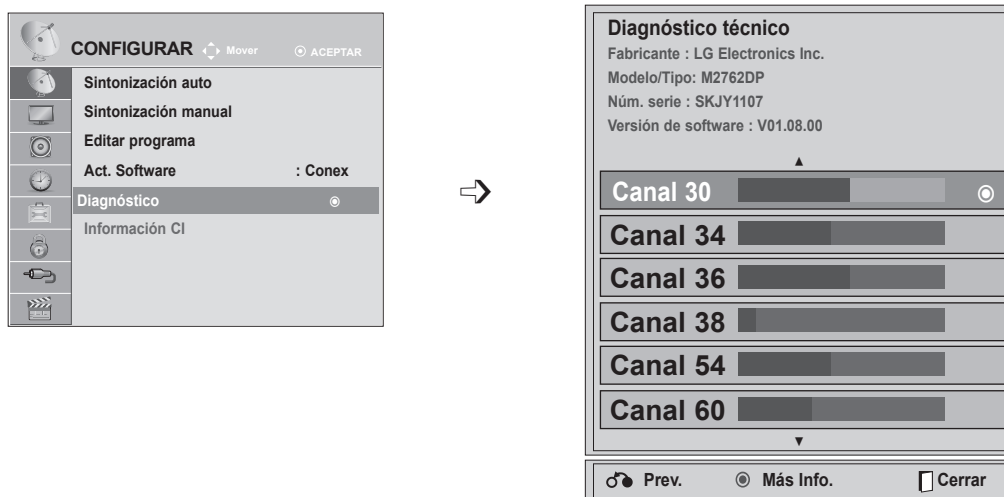 CONFIGURAR Mover ACEPTAR
Sintonización auto
Sintonización manual
Editar programa
Act. Software : Conex
Diagnóstico
Información CI
Diagnóstico técnico
Fabricante : LG Electronics Inc.
Modelo/Tipo: M2762DP
Núm. serie : SKJY1107
Versión de software : V01.08.00
Canal 30
Canal 34
Canal 36
Canal 38
Canal 54
Canal 60
Prev. Más Info. Cerrar